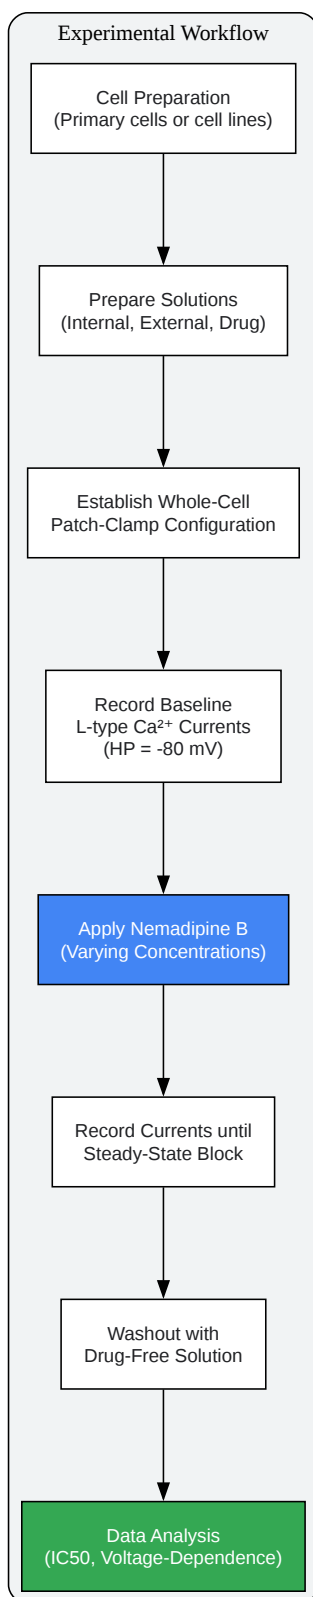 Experimental Workflow
Cell Preparation
(Primary cells or cell lines)
Prepare Solutions
(Internal, External, Drug)
Establish Whole-Cell
Patch-Clamp Configuration
Record Baseline
L-type Ca²⁺ Currents
(HP = -80 mV)
Apply Nemadipine B
(Varying Concentrations)
Record Currents until
Steady-State Block
Washout with
Drug-Free Solution
Data Analysis
(IC50, Voltage-Dependence)